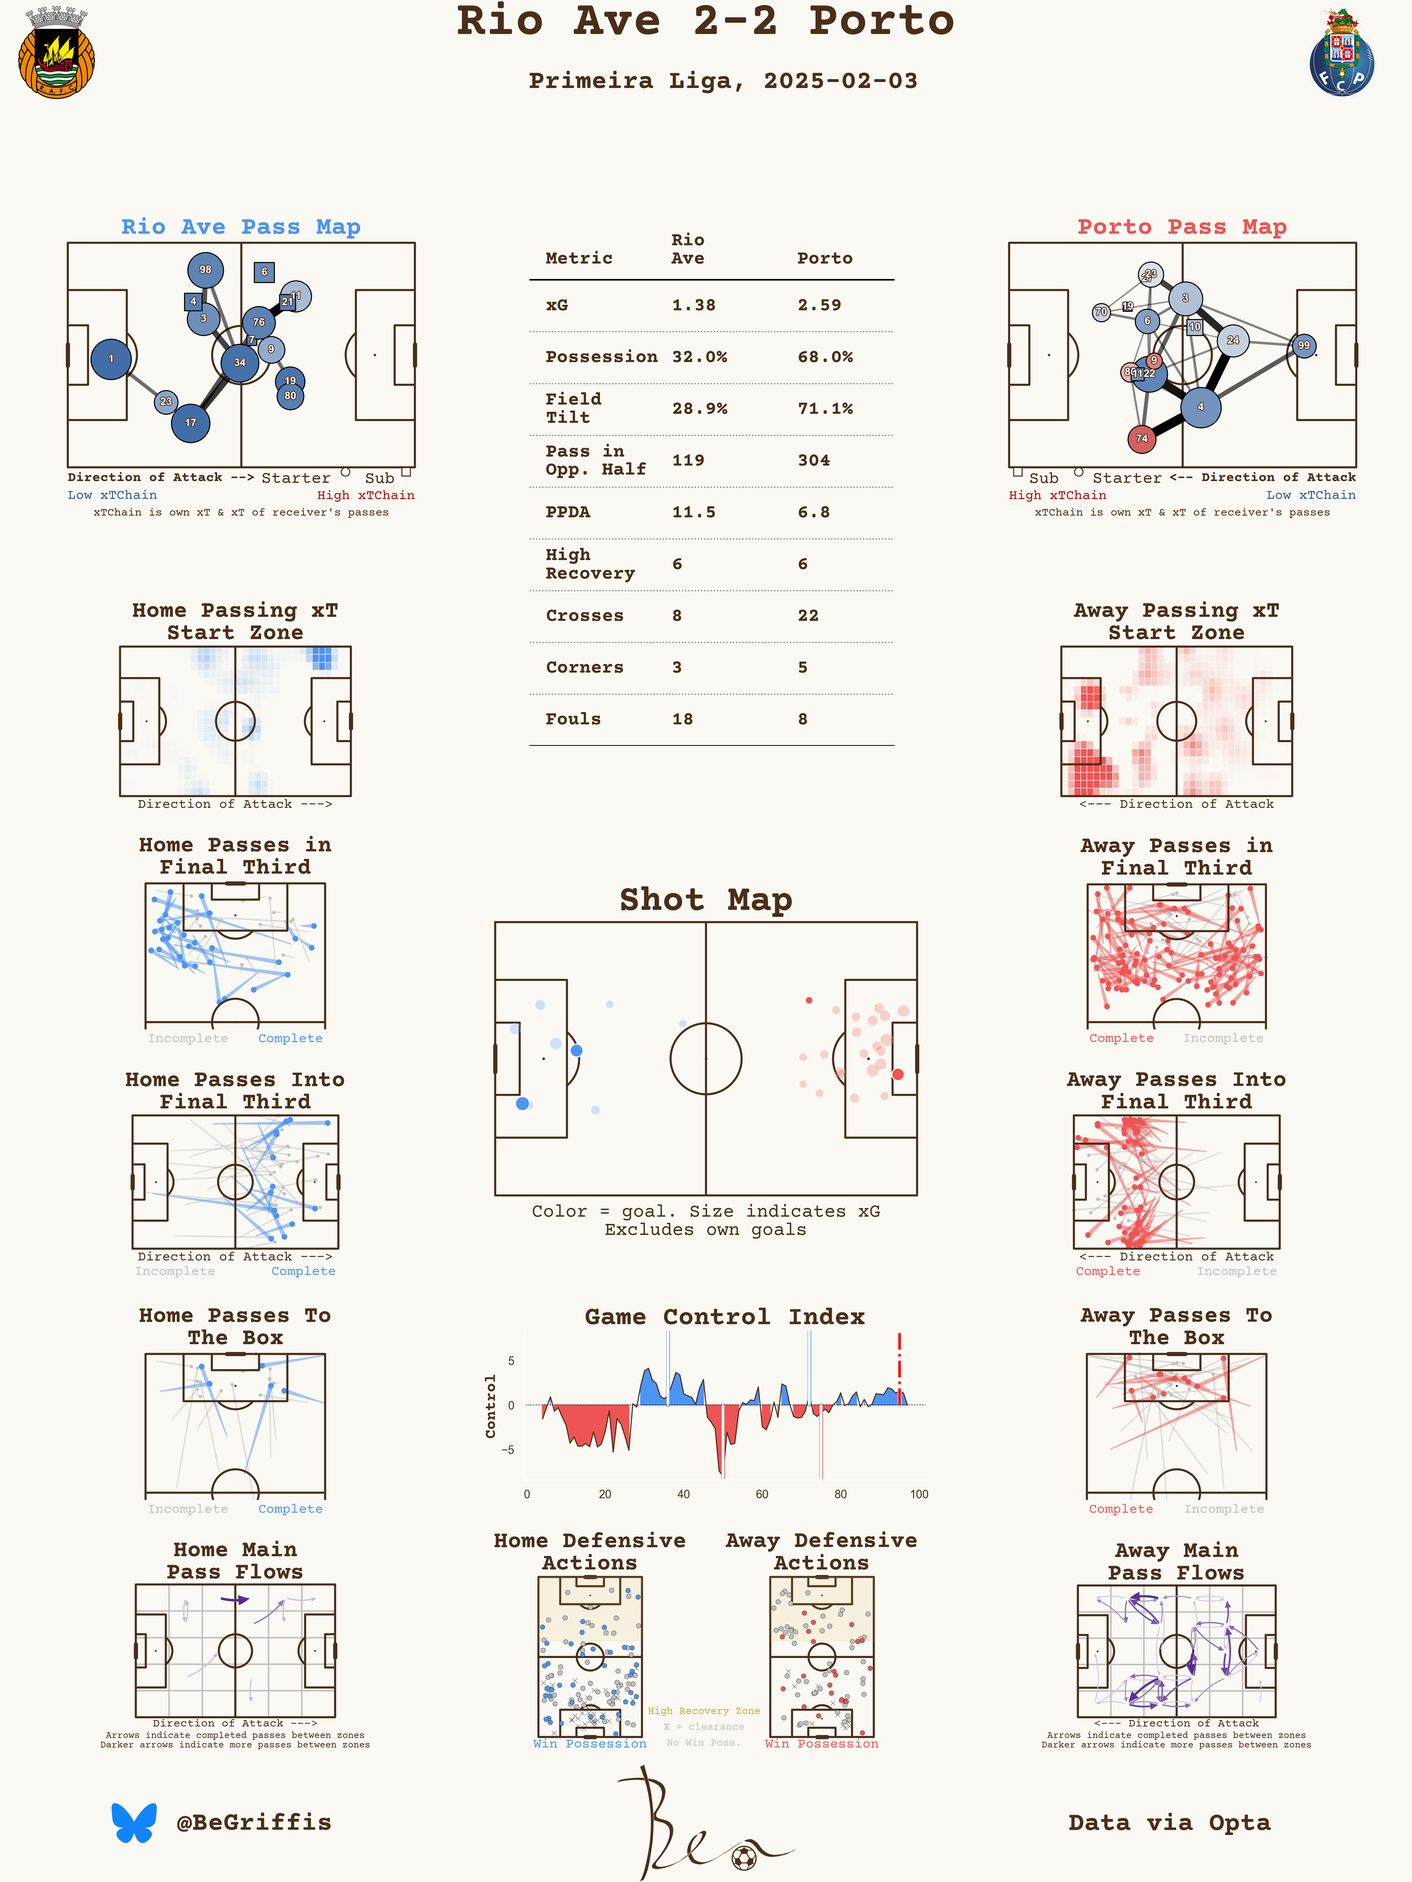 Rio Ave 2-2 Porto
Primeira Liga, 2025-02-03
Rio Ave Pass Map
98
6
4
11
21
3
76
7
9
1
34
19
23
80
17
Direction of Attack --> Starter Sub
Low xTChain High xTChain
xTChain is own xT & xT of receiver's passes
Metric Rio Ave Porto
xG 1.38 2.59
Possession 32.0% 68.0%
Field Tilt 28.9% 71.1%
Pass in Opp. Half 119 304
PPDA 11.5 6.8
High Recovery 6 6
Crosses 8 22
Corners 3 5
Fouls 18 8
Porto Pass Map
23
3
19
70
6
10
24
99
9
11
22
4
74
Sub Starter <-- Direction of Attack
High xTChain Low xTChain
xTChain is own xT & xT of receiver's passes
Home Passing xT
Start Zone
Direction of Attack --->
Away Passing xT
Start Zone
<--- Direction of Attack
Home Passes in
Final Third
Incomplete Complete
Away Passes in
Final Third
Complete Incomplete
Shot Map
Color = goal. Size indicates xG
Excludes own goals
Home Passes Into
Final Third
Direction of Attack --->
Incomplete Complete
Away Passes Into
Final Third
<--- Direction of Attack
Complete Incomplete
Home Passes To
The Box
Incomplete Complete
Game Control Index
Control
5
0
−5
0 20 40 60 80 100
Away Passes To
The Box
Complete Incomplete
Home Main
Pass Flows
Direction of Attack --->
Arrows indicate completed passes between zones
Darker arrows indicate more passes between zones
Home Defensive
Actions
Win Possession
Away Defensive
Actions
Win Possession
High Recovery Zone
X = clearance
No Win Poss.
Away Main
Pass Flows
<--- Direction of Attack
Arrows indicate completed passes between zones
Darker arrows indicate more passes between zones
@BeGriffis
Ben
Data via Opta
F C P